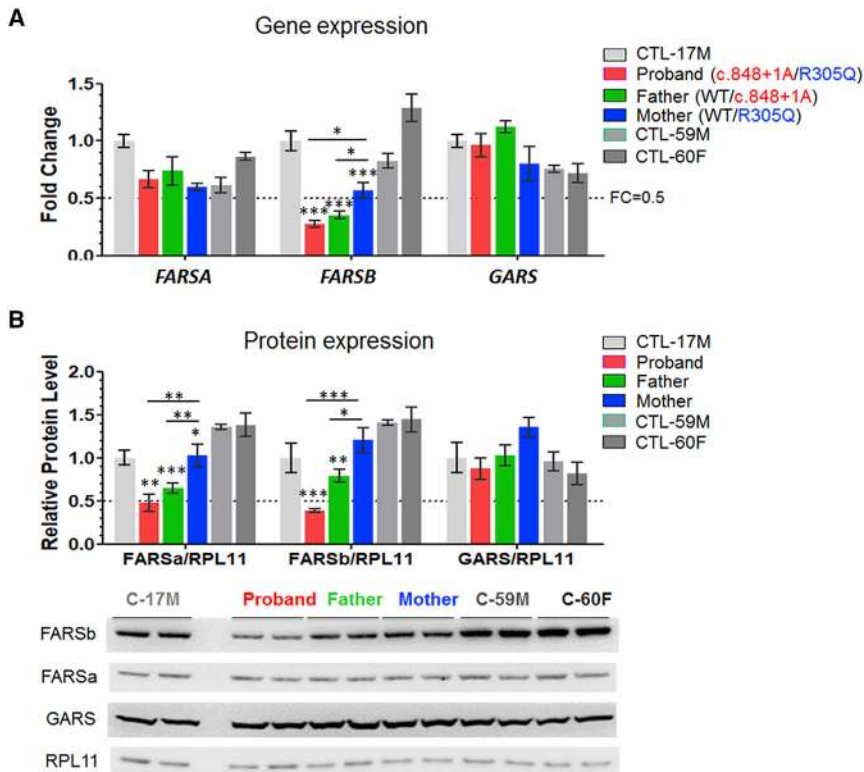 A
Gene expression
CTL-17M
Proband (c.848+1A/R305Q)
Father (WT/c.848+1A)
Mother (WT/R305Q)
CTL-59M
CTL-60F
Fold Change
1.5
1.0
0.5
0.0
*
*
***
***
***
FC=0.5
FARSA
FARSB
GARS
B
Protein expression
CTL-17M
Proband
Father
Mother
CTL-59M
CTL-60F
Relative Protein Level
2.0
1.5
1.0
0.5
0.0
**
**
*
***
**
***
*
**
***
FARSa/RPL11
FARSb/RPL11
GARS/RPL11
C-17M Proband Father Mother C-59M C-60F
FARSb
FARSa
GARS
RPL11